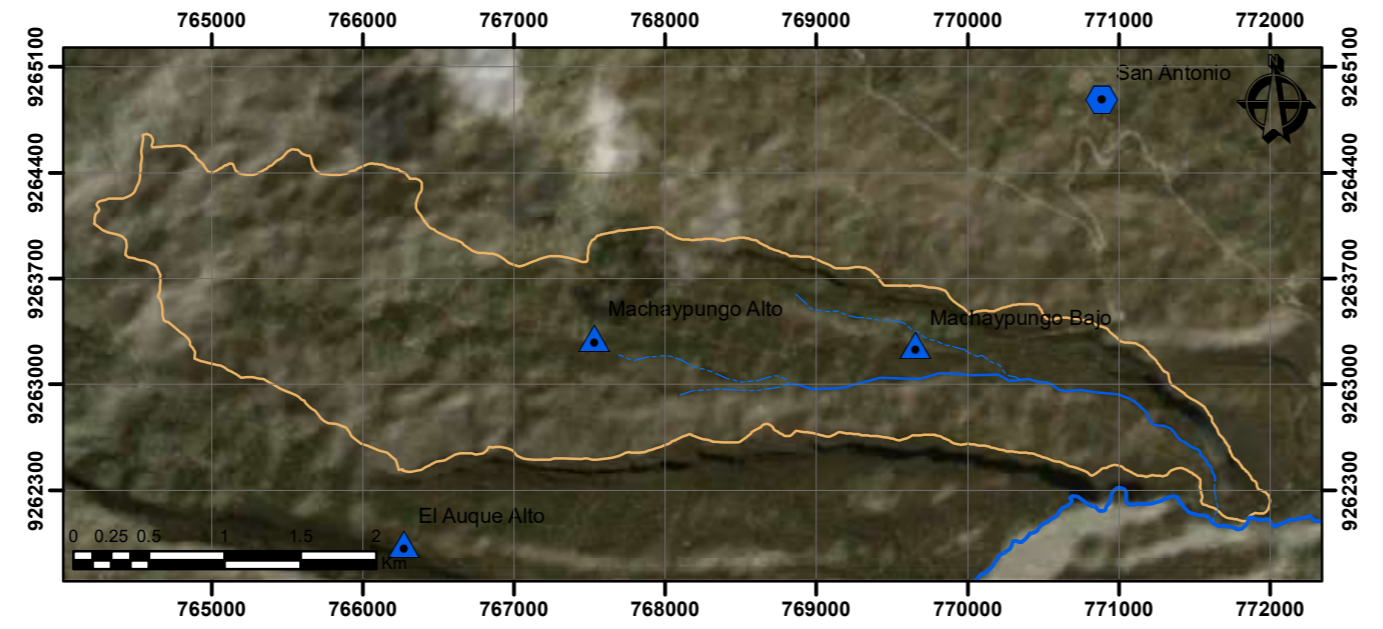 765000 766000 767000 768000 769000 770000 771000 772000
9265100 9265100
San Antonio
N
9264400 9264400
9263700 9263700
Machaypungo Alto
Machaypungo Bajo
9263000 9263000
9262300 9262300
El Auque Alto
0 0.25 0.5 1 1.5 2
Km
765000 766000 767000 768000 769000 770000 771000 772000